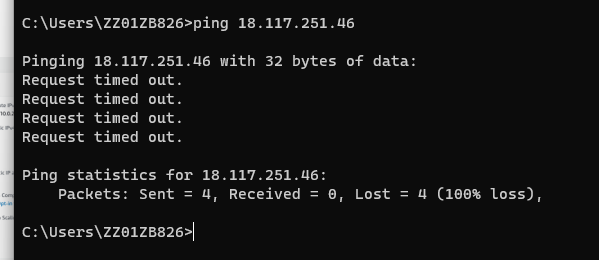 C:\Users\ZZ01ZB826>ping 18.117.251.46
Pinging 18.117.251.46 with 32 bytes of data:
Request timed out.
Request timed out.
Request timed out.
Request timed out.
Ping statistics for 18.117.251.46:
Packets: Sent = 4, Received = 0, Lost = 4 (100% loss),
C:\Users\ZZ01ZB826>